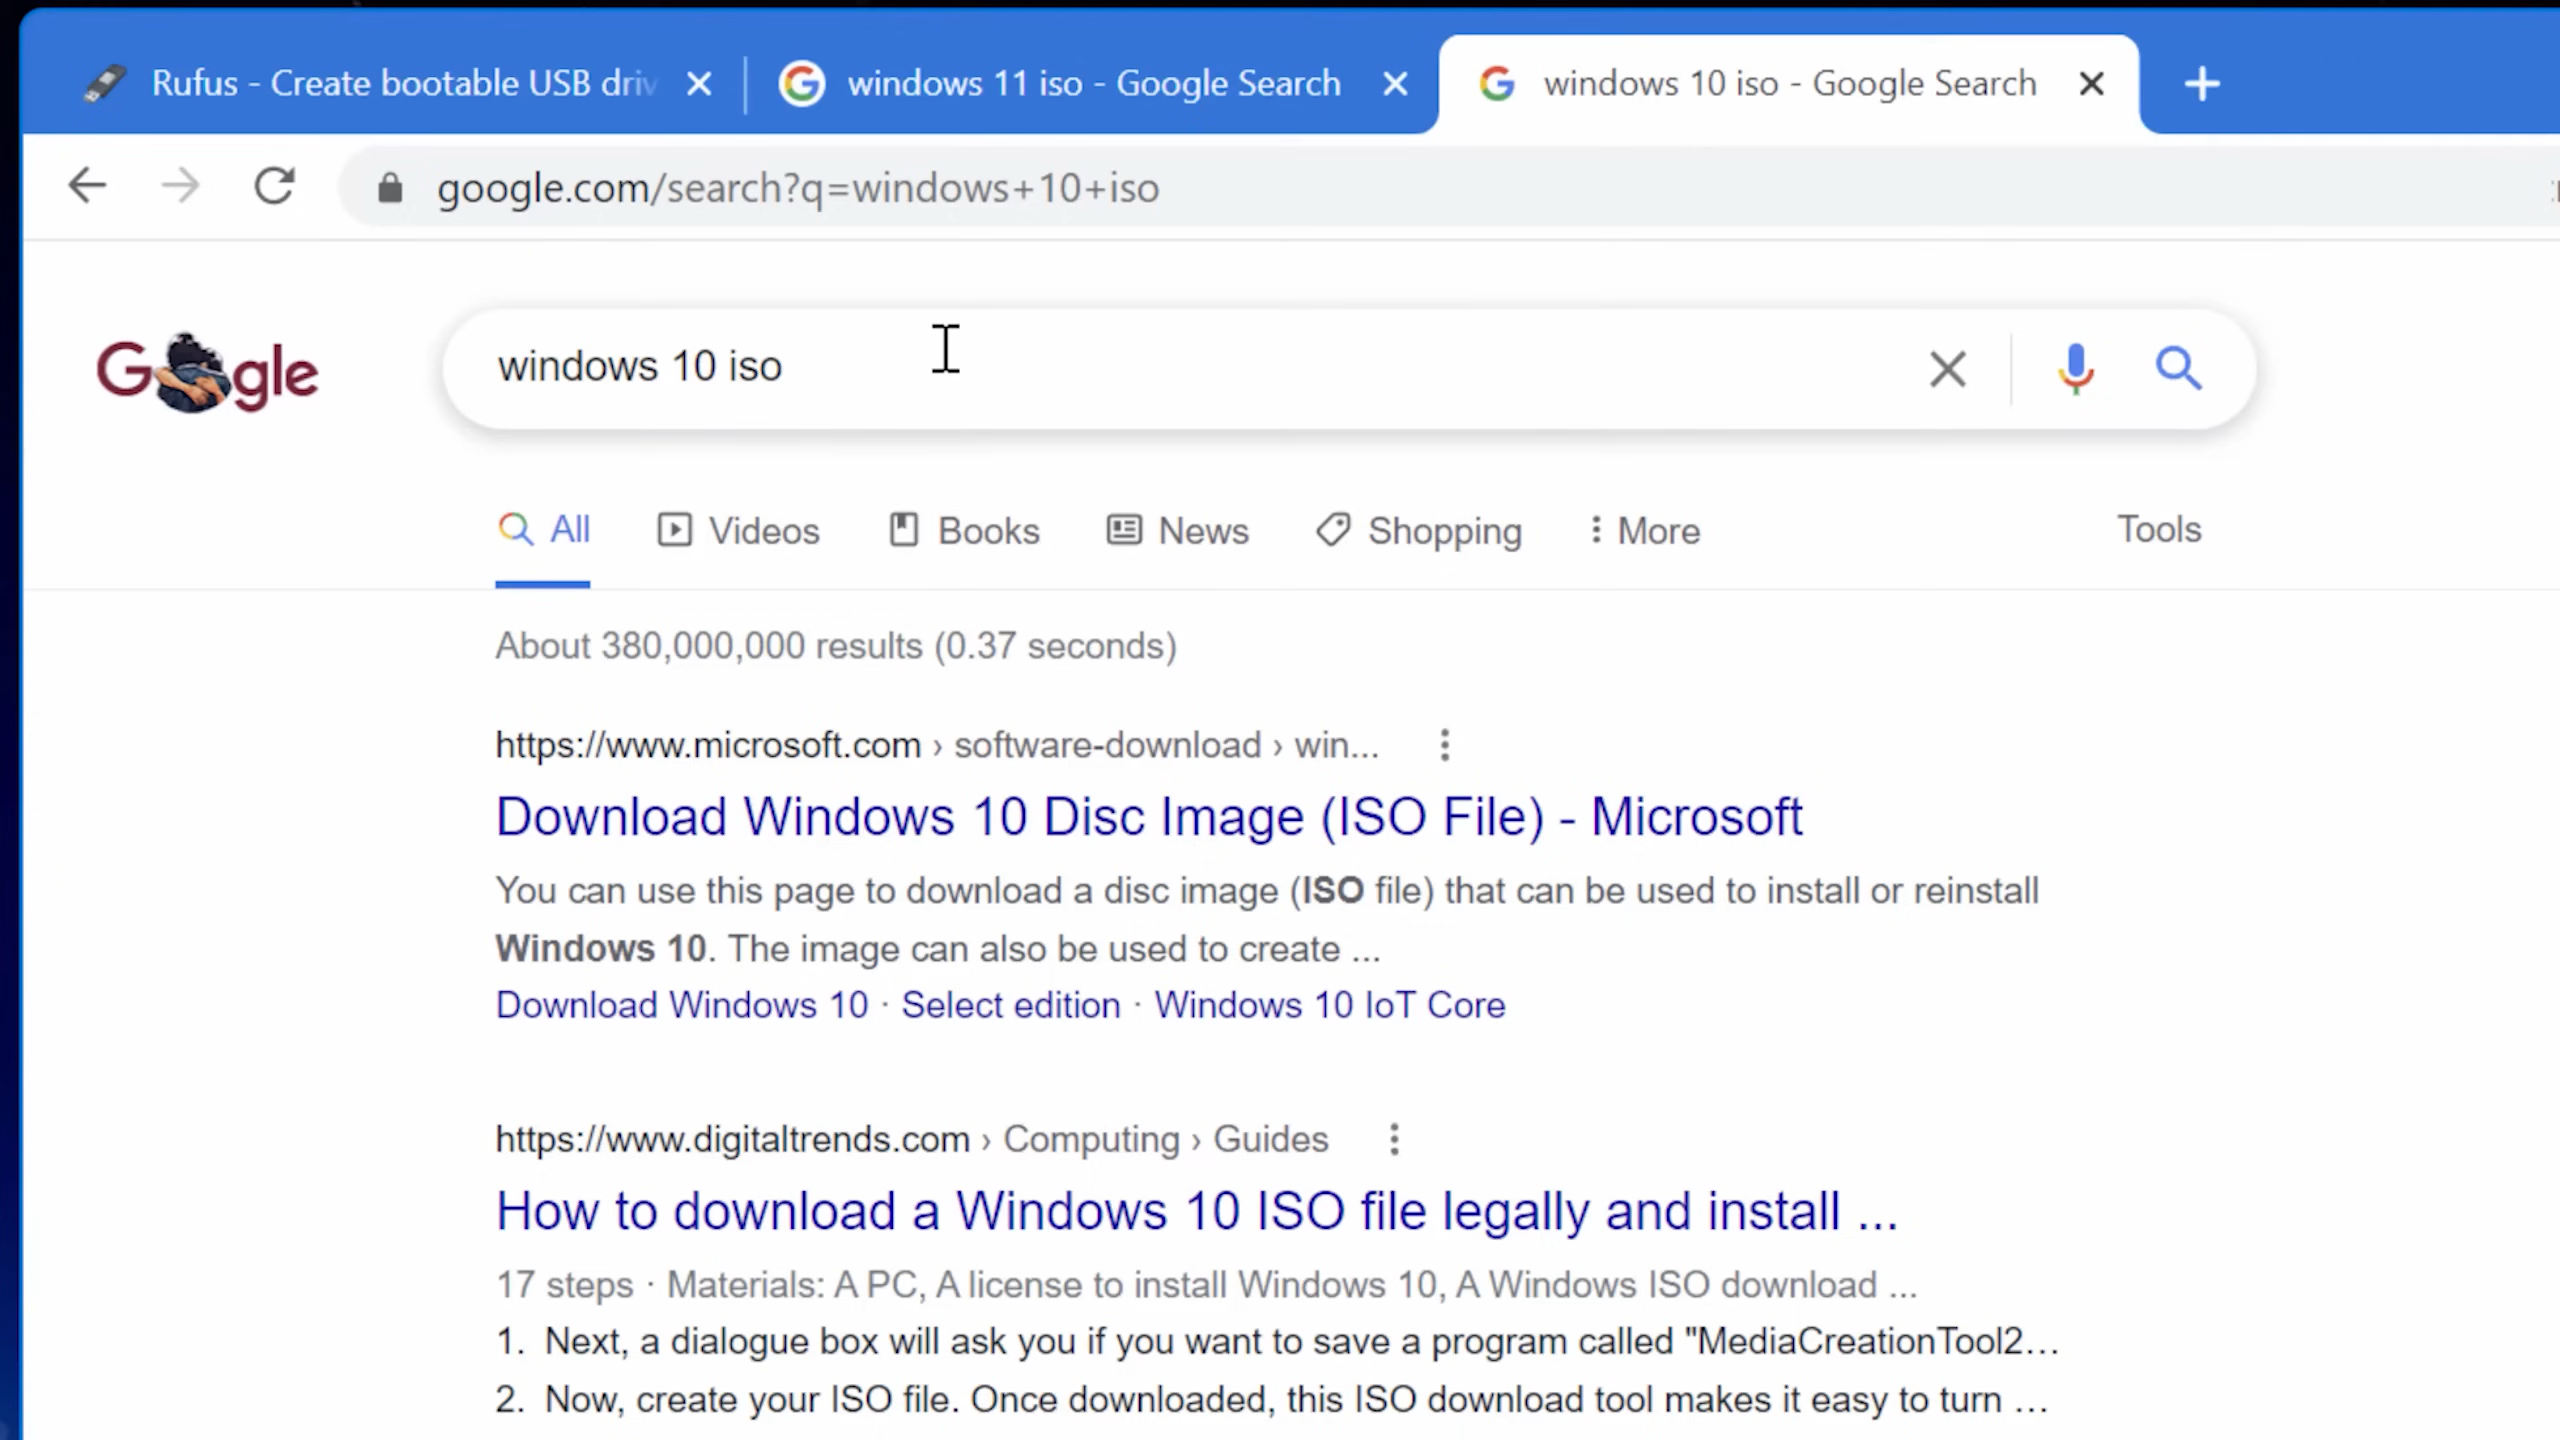 Rufus - Create bootable USB driv
windows 11 iso - Google Search
windows 10 iso - Google Search
google.com/search?q=windows+10+iso
Google
windows 10 iso
All
Videos
Books
News
Shopping
More
Tools
About 380,000,000 results (0.37 seconds)
https://www.microsoft.com › software-download › win...
Download Windows 10 Disc Image (ISO File) - Microsoft
You can use this page to download a disc image (ISO file) that can be used to install or reinstall
Windows 10. The image can also be used to create ...
Download Windows 10 · Select edition · Windows 10 IoT Core
https://www.digitaltrends.com › Computing › Guides
How to download a Windows 10 ISO file legally and install ...
17 steps · Materials: A PC, A license to install Windows 10, A Windows ISO download ...
1. Next, a dialogue box will ask you if you want to save a program called "MediaCreationTool2...
2. Now, create your ISO file. Once downloaded, this ISO download tool makes it easy to turn ...